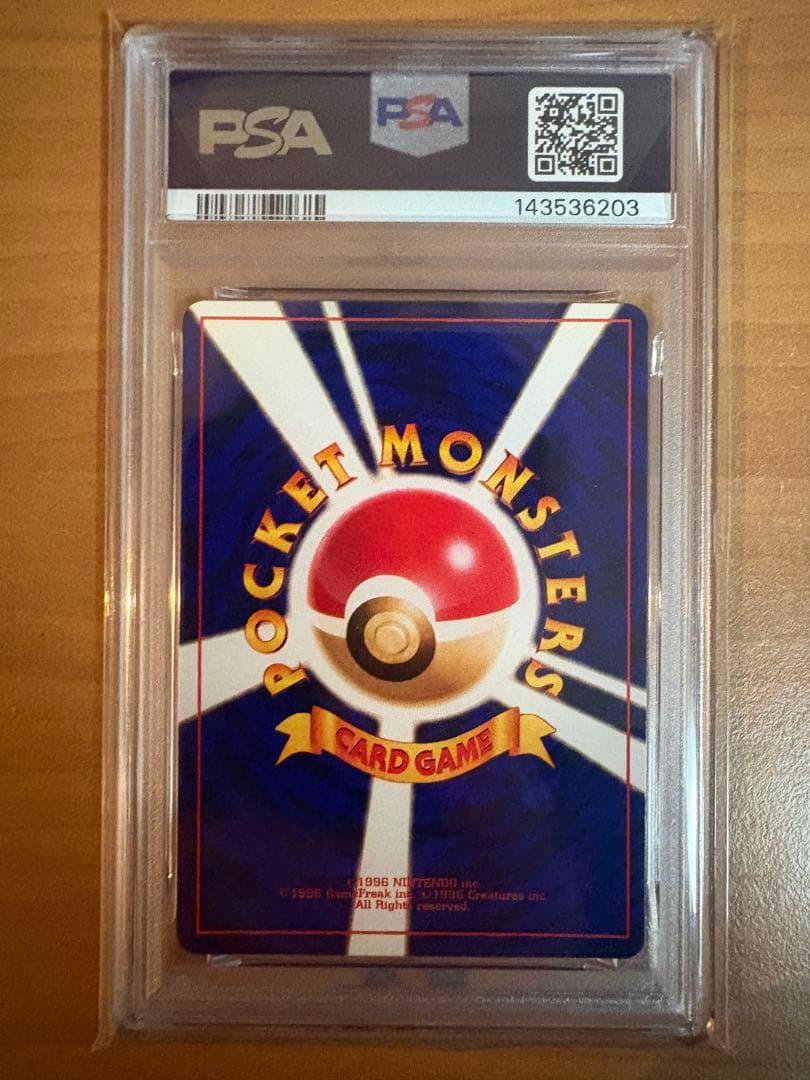 PSA
PSA
143536203
POCKET MONSTERS
CARD GAME
©1996 NINTENDO inc.
©1996 GameFreak inc. ©1996 Creatures inc.
All Rights reserved.